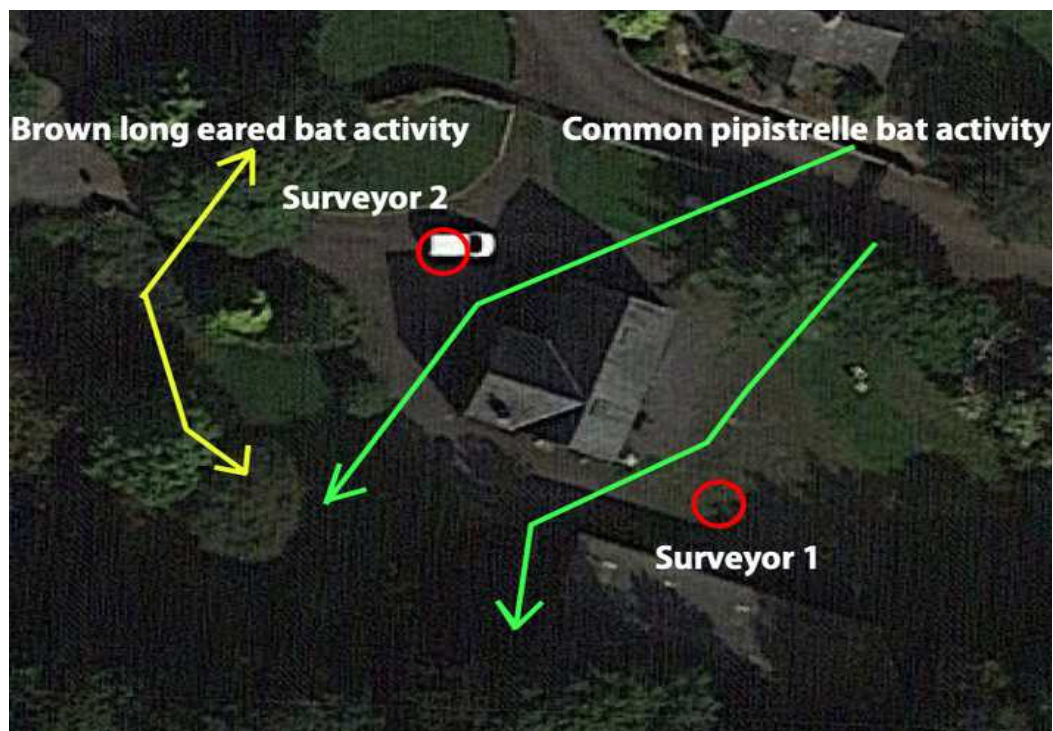 Brown long eared bat activity
Common pipistrelle bat activity
Surveyor 2
Surveyor 1